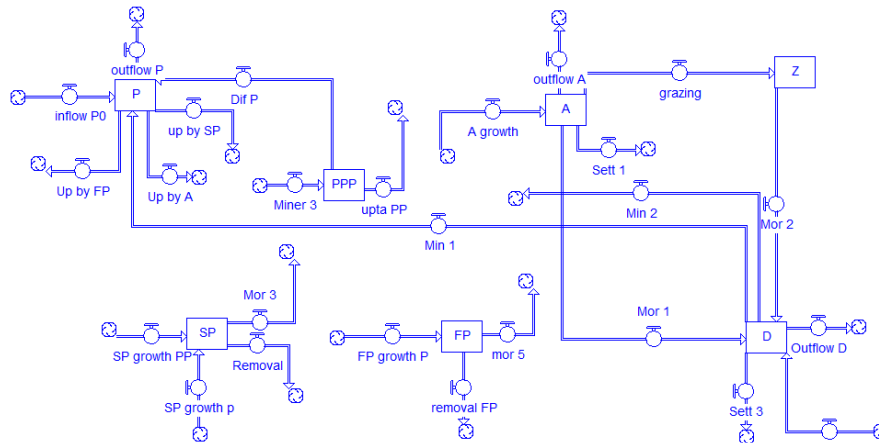 outflow P
P
inflow P0
Dif P
up by SP
Up by FP
Up by A
PPP
Miner 3
upta PP
Z
outflow A
grazing
A
A growth
Sett 1
Min 2
Mor 2
Min 1
Mor 3
SP
SP growth PP
Removal
SP growth p
FP
FP growth P
mor 5
removal FP
Mor 1
D
Outflow D
Sett 3